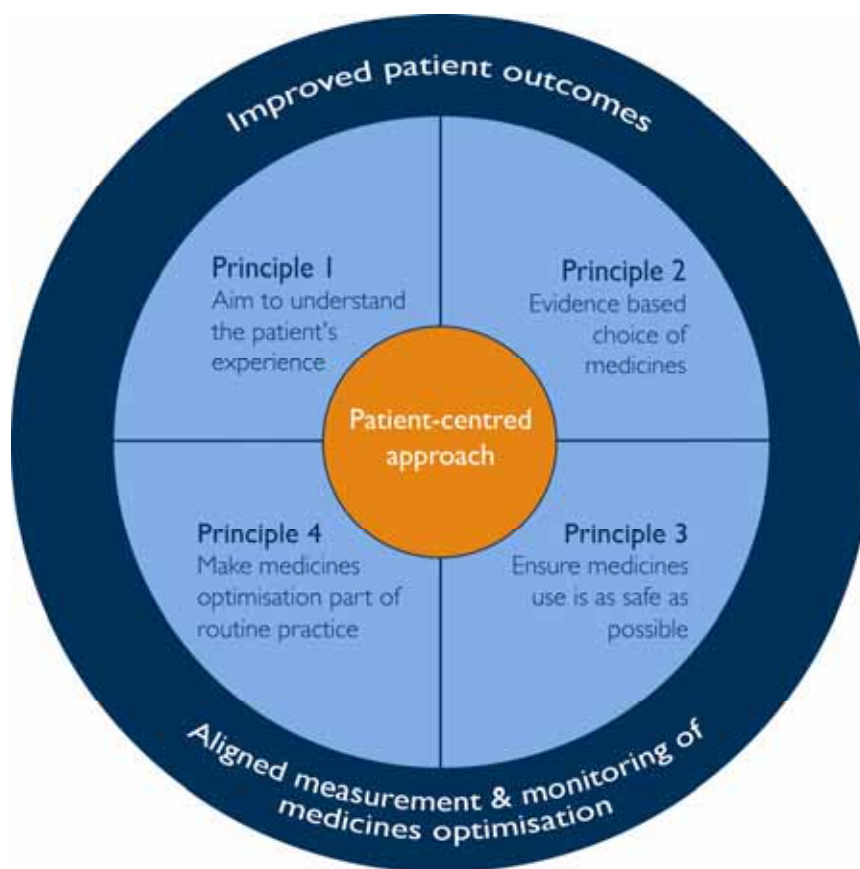 Improved patient outcomes
Principle 1
Aim to understand
the patient's
experience
Principle 2
Evidence based
choice of
medicines
Patient-centred
approach
Principle 4
Make medicines
optimisation part of
routine practice
Principle 3
Ensure medicines
use is as safe as
possible
Aligned measurement & monitoring of
medicines optimisation